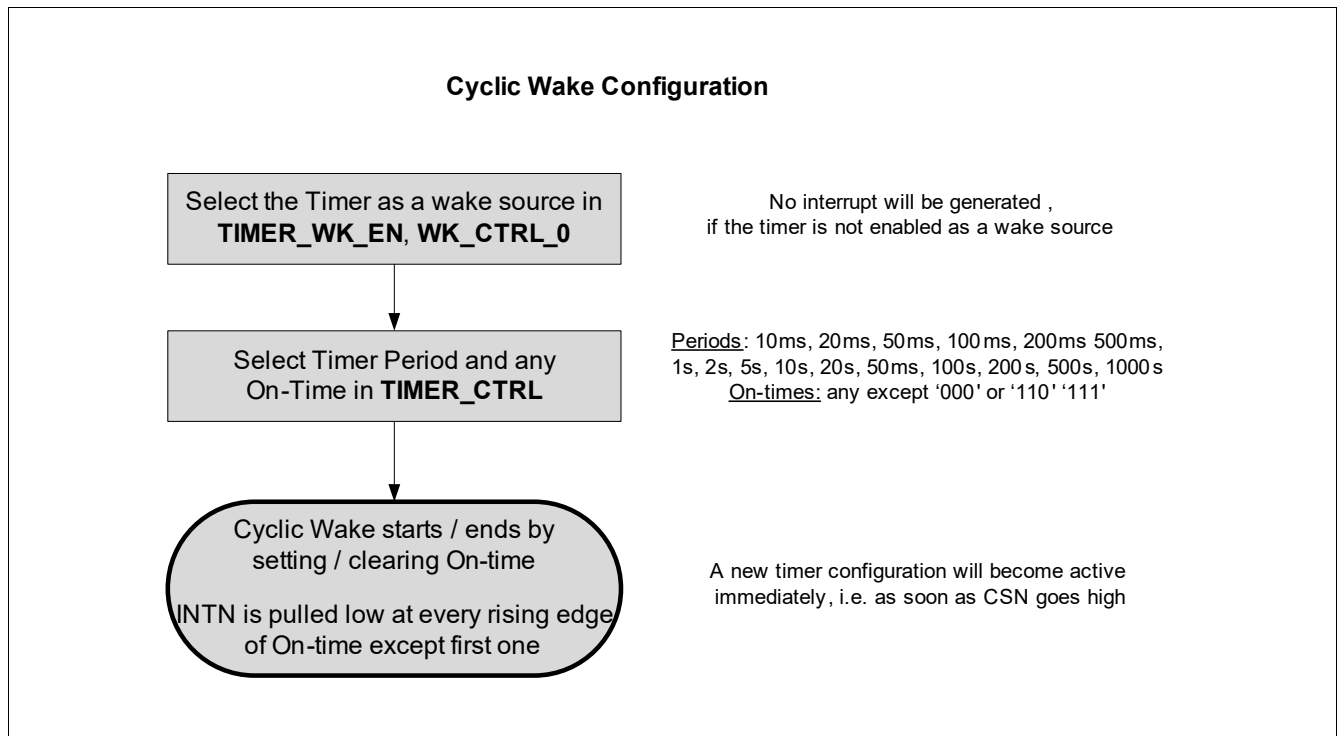 Cyclic Wake Configuration
Select the Timer as a wake source in
TIMER_WK_EN, WK_CTRL_0
No interrupt will be generated ,
if the timer is not enabled as a wake source
Select Timer Period and any
On-Time in TIMER_CTRL
Periods: 10ms, 20ms, 50ms, 100ms, 200ms 500ms,
1s, 2s, 5s, 10s, 20s, 50ms, 100s, 200s, 500s, 1000s
On-times: any except ‘000' or ‘110' ‘111'
Cyclic Wake starts / ends by
setting / clearing On-time
INTN is pulled low at every rising edge
of On-time except first one
A new timer configuration will become active
immediately, i.e. as soon as CSN goes high